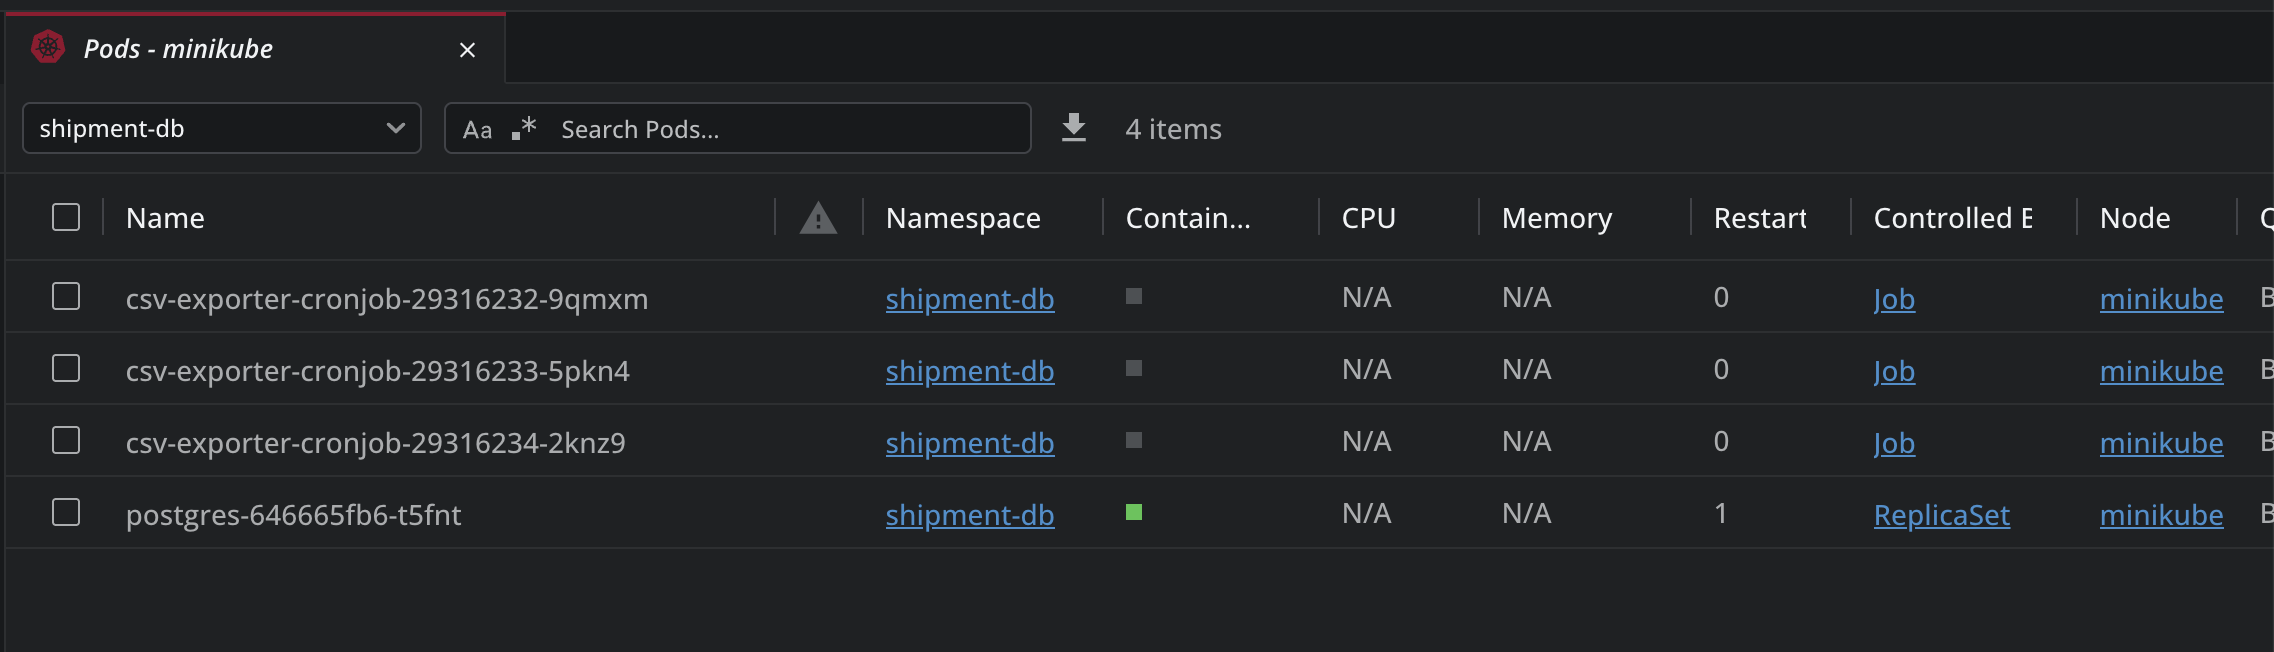 Pods - minikube
shipment-db Aa .* Search Pods... 4 items
Name Namespace Contain... CPU Memory Restart Controlled Node
csv-exporter-cronjob-29316232-9qmxm shipment-db N/A N/A 0 Job minikube
csv-exporter-cronjob-29316233-5pkn4 shipment-db N/A N/A 0 Job minikube
csv-exporter-cronjob-29316234-2knz9 shipment-db N/A N/A 0 Job minikube
postgres-646665fb6-t5fnt shipment-db N/A N/A 1 ReplicaSet minikube